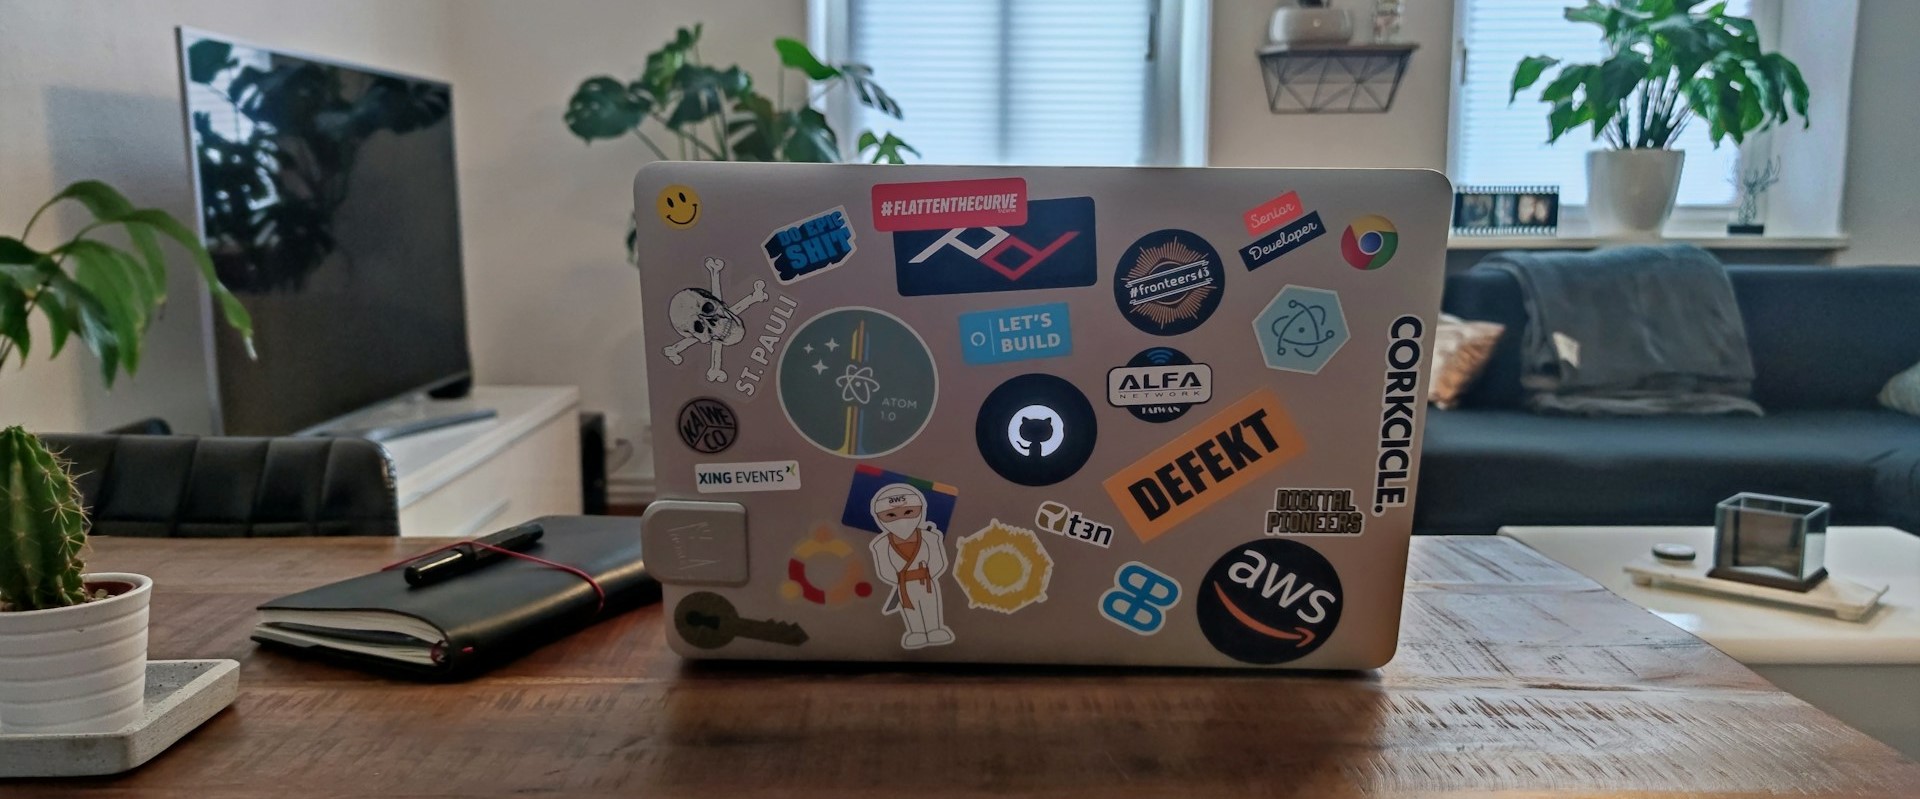 #FLATTENTHECURVE
DO EPIC
SHIT
Senior
Developer
#fronteers13
ST. PAULI
LET'S
BUILD
ATOM
1.0
ALFA
NETWORK
TAIWAN
CORKCICLE.
KAWE
CO
DEFEKT
XING EVENTS
aws
t3n
DIGITAL
PIONEERS
aws